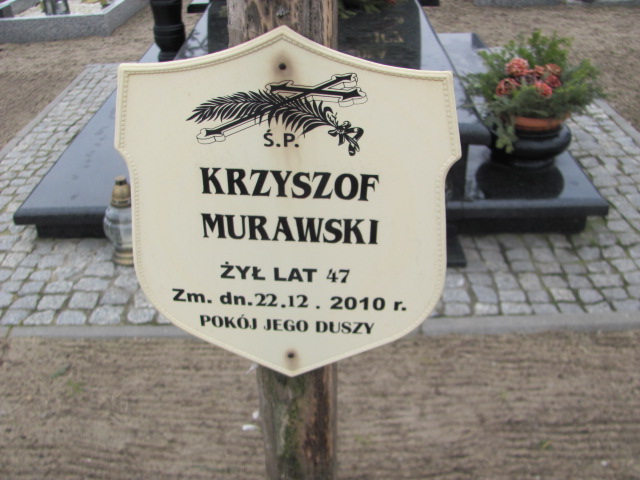 Ś.P.
KRZYSZOF
MURAWSKI
ŻYŁ LAT 47
Zm. dn. 22.12. 2010 r.
POKÓJ JEGO DUSZY